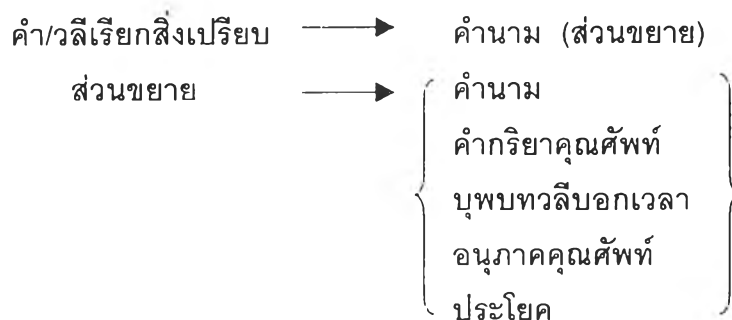 คำ/วลีเรียกสิ่งเปรียบ → คำนาม (ส่วนขยาย)
ส่วนขยาย → คำนาม
คำกริยาคุณศัพท์
บุพบทวลีบอกเวลา
อนุภาคคุณศัพท์
ประโยค